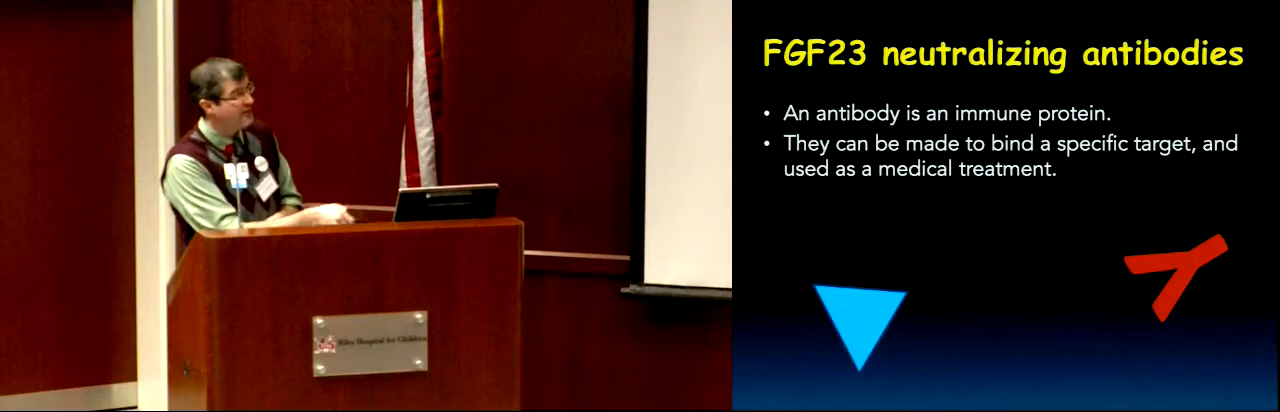 FGF23 neutralizing antibodies
• An antibody is an immune protein.
• They can be made to bind a specific target, and
used as a medical treatment.
Riley Hospital for Children